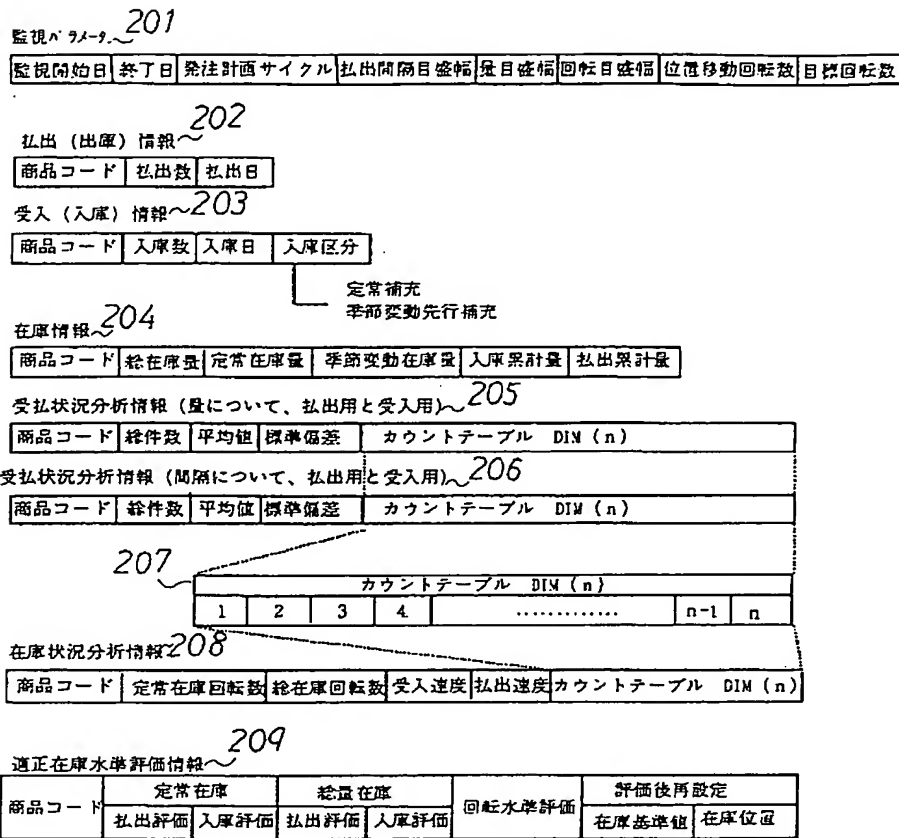 監視パラメータ 201
監視開始日 終了日 発注計画サイクル 払出間隔目盛幅 量目盛幅 回転目盛幅 位置移動回転数 目標回転数
払出（出庫）情報 202
商品コード 払出数 払出日
受入（入庫）情報 203
商品コード 入庫数 入庫日 入庫区分
定常補充
季節変動先行補充
在庫情報 204
商品コード 総在庫量 定常在庫量 季節変動在庫量 入庫累計量 払出累計量
受払状況分析情報（量について、払出用と受入用） 205
商品コード 総件数 平均値 標準偏差 カウントテーブル DIM (n)
受払状況分析情報（間隔について、払出用と受入用） 206
商品コード 総件数 平均値 標準偏差 カウントテーブル DIM (n)
207
カウントテーブル DIM (n)
1 2 3 4 ............. n-1 n
在庫状況分析情報 208
商品コード 定常在庫回転数 総在庫回転数 受入速度 払出速度 カウントテーブル DIM (n)
適正在庫水準評価情報 209
商品コード 定常在庫 総量在庫 回転水準評価 評価後再設定
払出評価 入庫評価 払出評価 入庫評価 在庫基準値 在庫位置